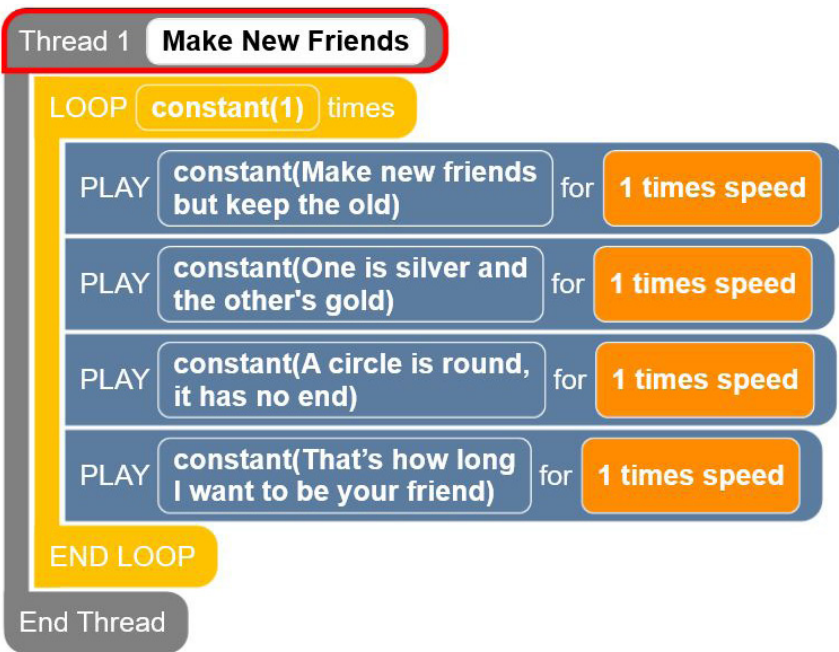 Thread 1 Make New Friends
LOOP constant(1) times
PLAY constant(Make new friends
but keep the old) for 1 times speed
PLAY constant(One is silver and
the other's gold) for 1 times speed
PLAY constant(A circle is round,
it has no end) for 1 times speed
PLAY constant(That’s how long
I want to be your friend) for 1 times speed
END LOOP
End Thread